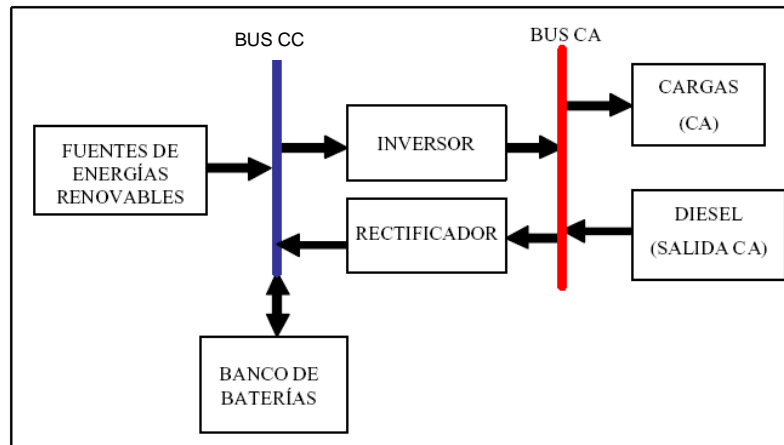 BUS CC
BUS CA
CARGAS
(CA)
INVERSOR
FUENTES DE
ENERGÍAS
RENOVABLES
RECTIFICADOR
DIESEL
(SALIDA CA)
BANCO DE
BATERÍAS